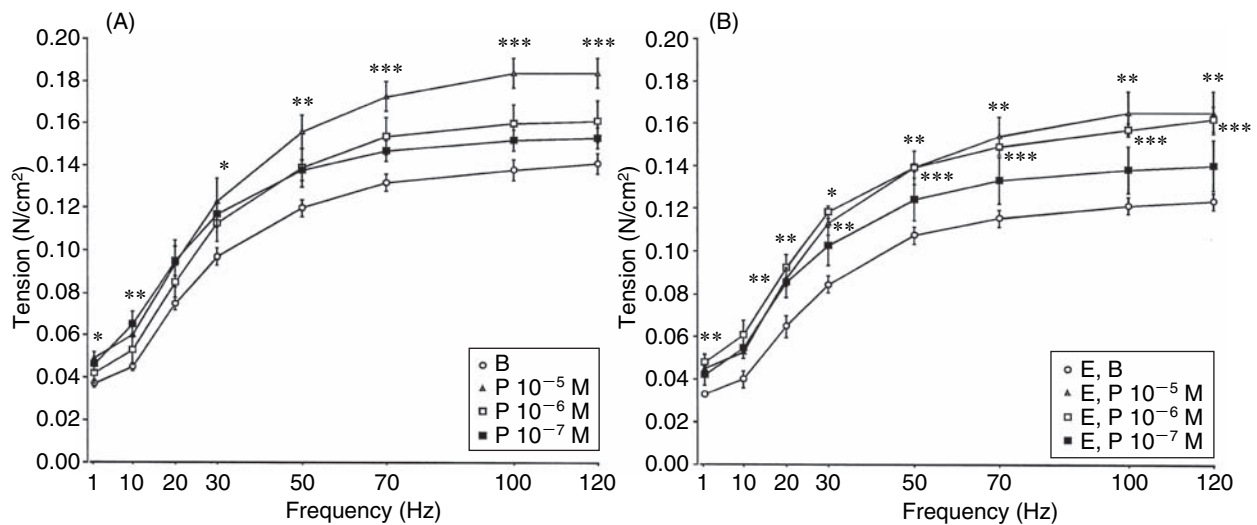 (A)
0.20
0.18
0.16
0.14
0.12
0.10
0.08
0.06
0.04
0.02
0.00
Tension (N/cm²)
*
**
*
**
***
***
***
B
P 10⁻⁵ M
P 10⁻⁶ M
P 10⁻⁷ M
1 10 20 30 50 70 100 120
Frequency (Hz)
(B)
0.20
0.18
0.16
0.14
0.12
0.10
0.08
0.06
0.04
0.02
0.00
Tension (N/cm²)
**
**
**
*
**
**
***
**
***
**
***
**
***
E, B
E, P 10⁻⁵ M
E, P 10⁻⁶ M
E, P 10⁻⁷ M
1 10 20 30 50 70 100 120
Frequency (Hz)